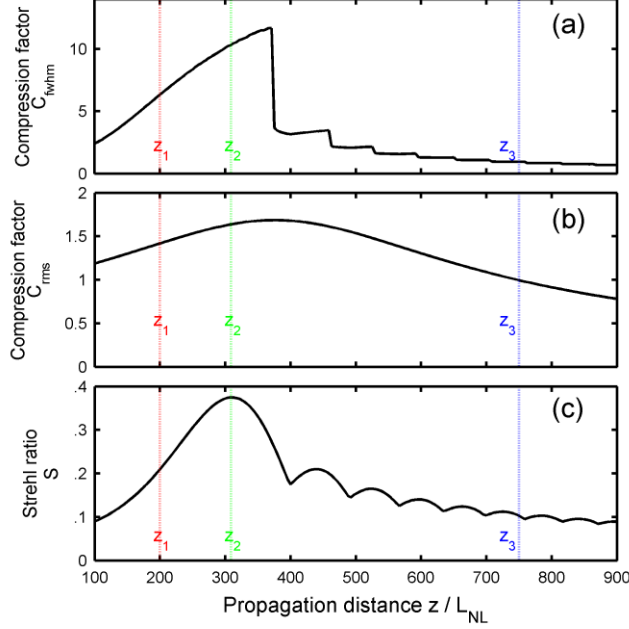 Compression factor
C_fwhm
10
5
0
(a)
z_1
z_2
z_3
Compression factor
C_rms
2
1.5
1
0.5
0
(b)
z_1
z_2
z_3
Strehl ratio
S
.4
.3
.2
.1
0
(c)
z_1
z_2
z_3
100 200 300 400 500 600 700 800 900
Propagation distance z / L_NL